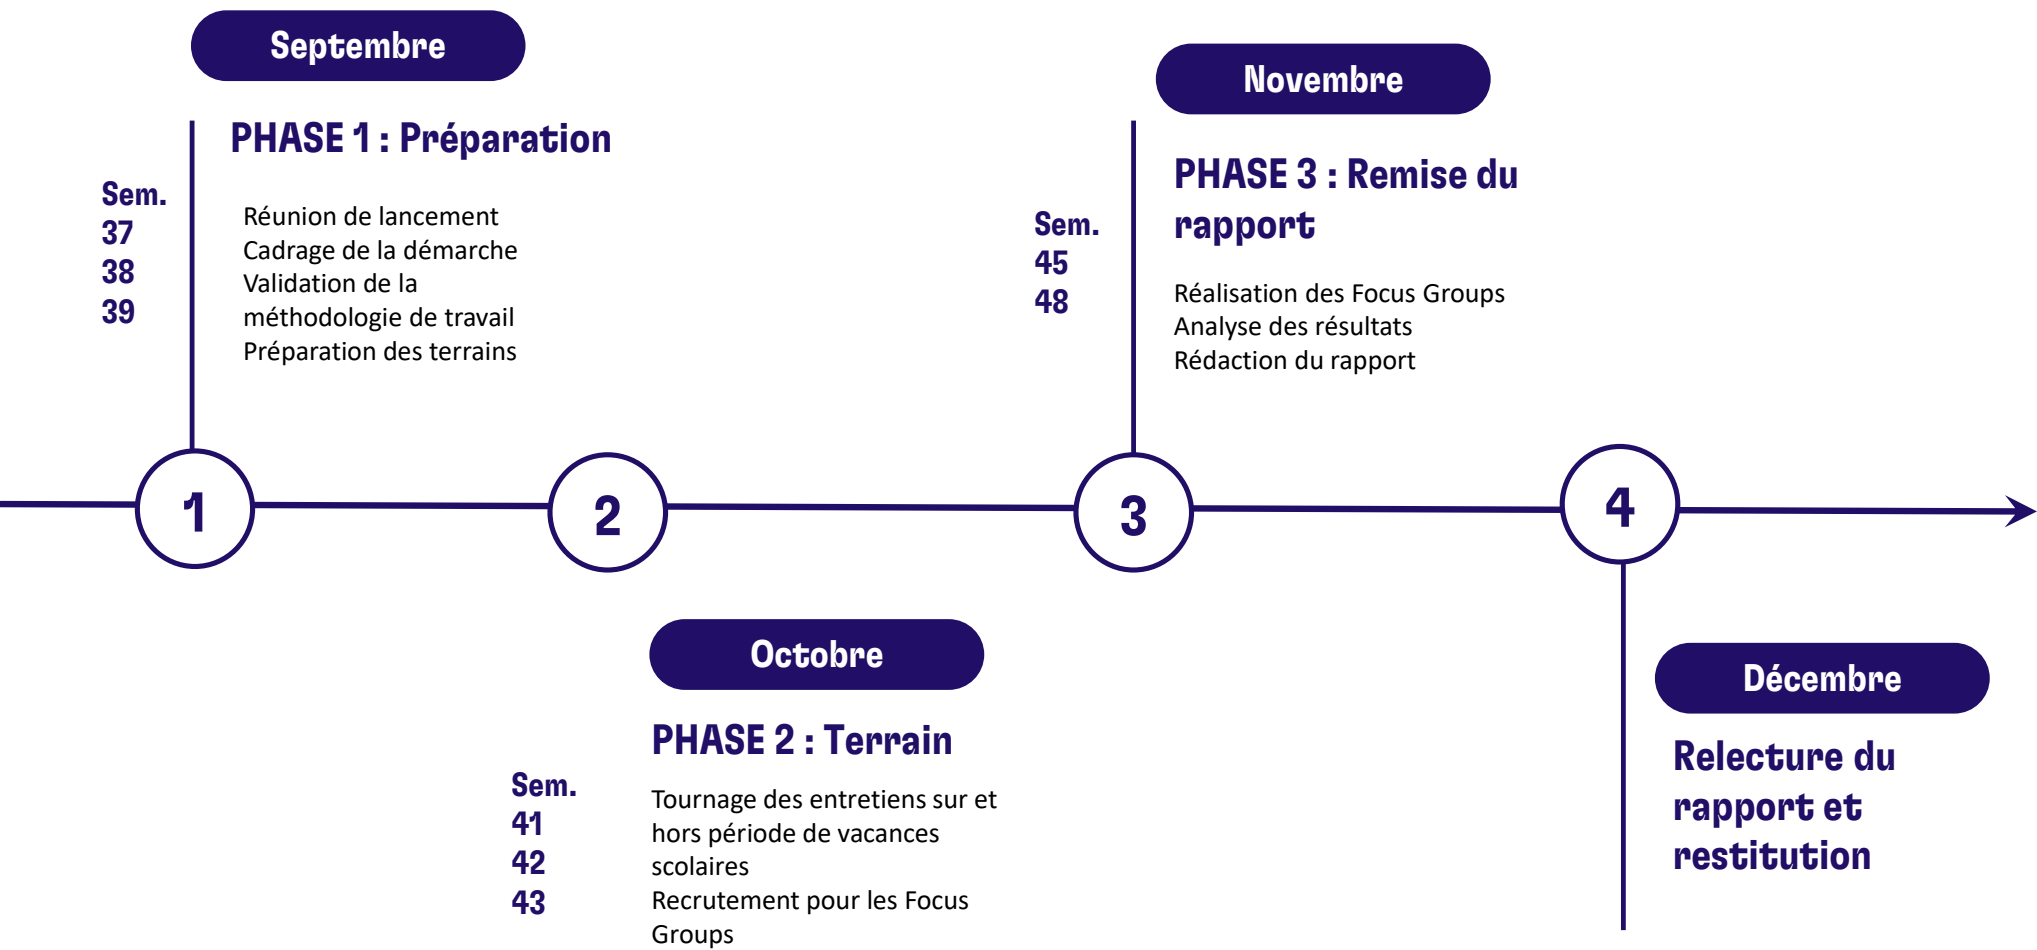 Septembre
PHASE 1 : Préparation
Sem.
37
38
39
Réunion de lancement
Cadrage de la démarche
Validation de la
méthodologie de travail
Préparation des terrains
Novembre
PHASE 3 : Remise du
rapport
Sem.
45
48
Réalisation des Focus Groups
Analyse des résultats
Rédaction du rapport
1
2
3
4
Octobre
PHASE 2 : Terrain
Sem.
41
42
43
Tournage des entretiens sur et
hors période de vacances
scolaires
Recrutement pour les Focus
Groups
Décembre
Relecture du
rapport et
restitution